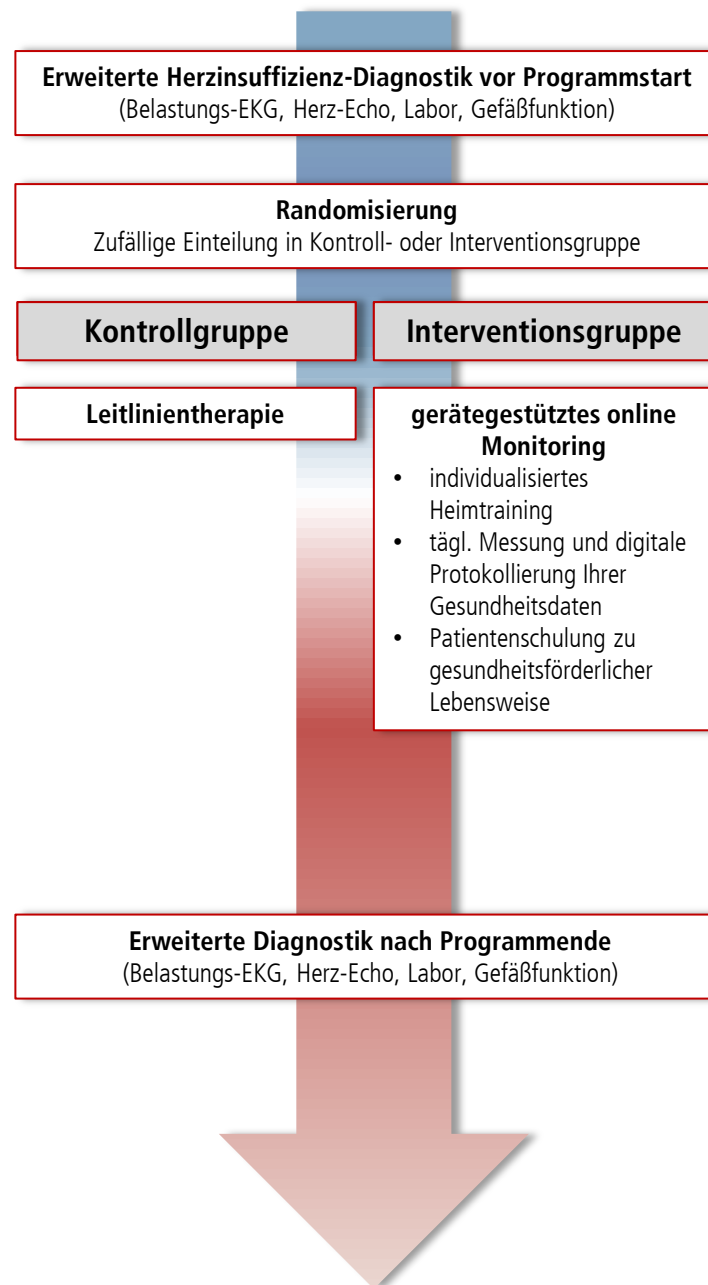 Erweiterte Herzinsuffizienz-Diagnostik vor Programmstart
(Belastungs-EKG, Herz-Echo, Labor, Gefäßfunktion)
Randomisierung
Zufällige Einteilung in Kontroll- oder Interventionsgruppe
Kontrollgruppe
Interventionsgruppe
Leitlinientherapie
gerätegestütztes online
Monitoring
• individualisiertes
Heimtraining
• tägl. Messung und digitale
Protokollierung Ihrer
Gesundheitsdaten
• Patientenschulung zu
gesundheitsförderlicher
Lebensweise
Erweiterte Diagnostik nach Programmende
(Belastungs-EKG, Herz-Echo, Labor, Gefäßfunktion)